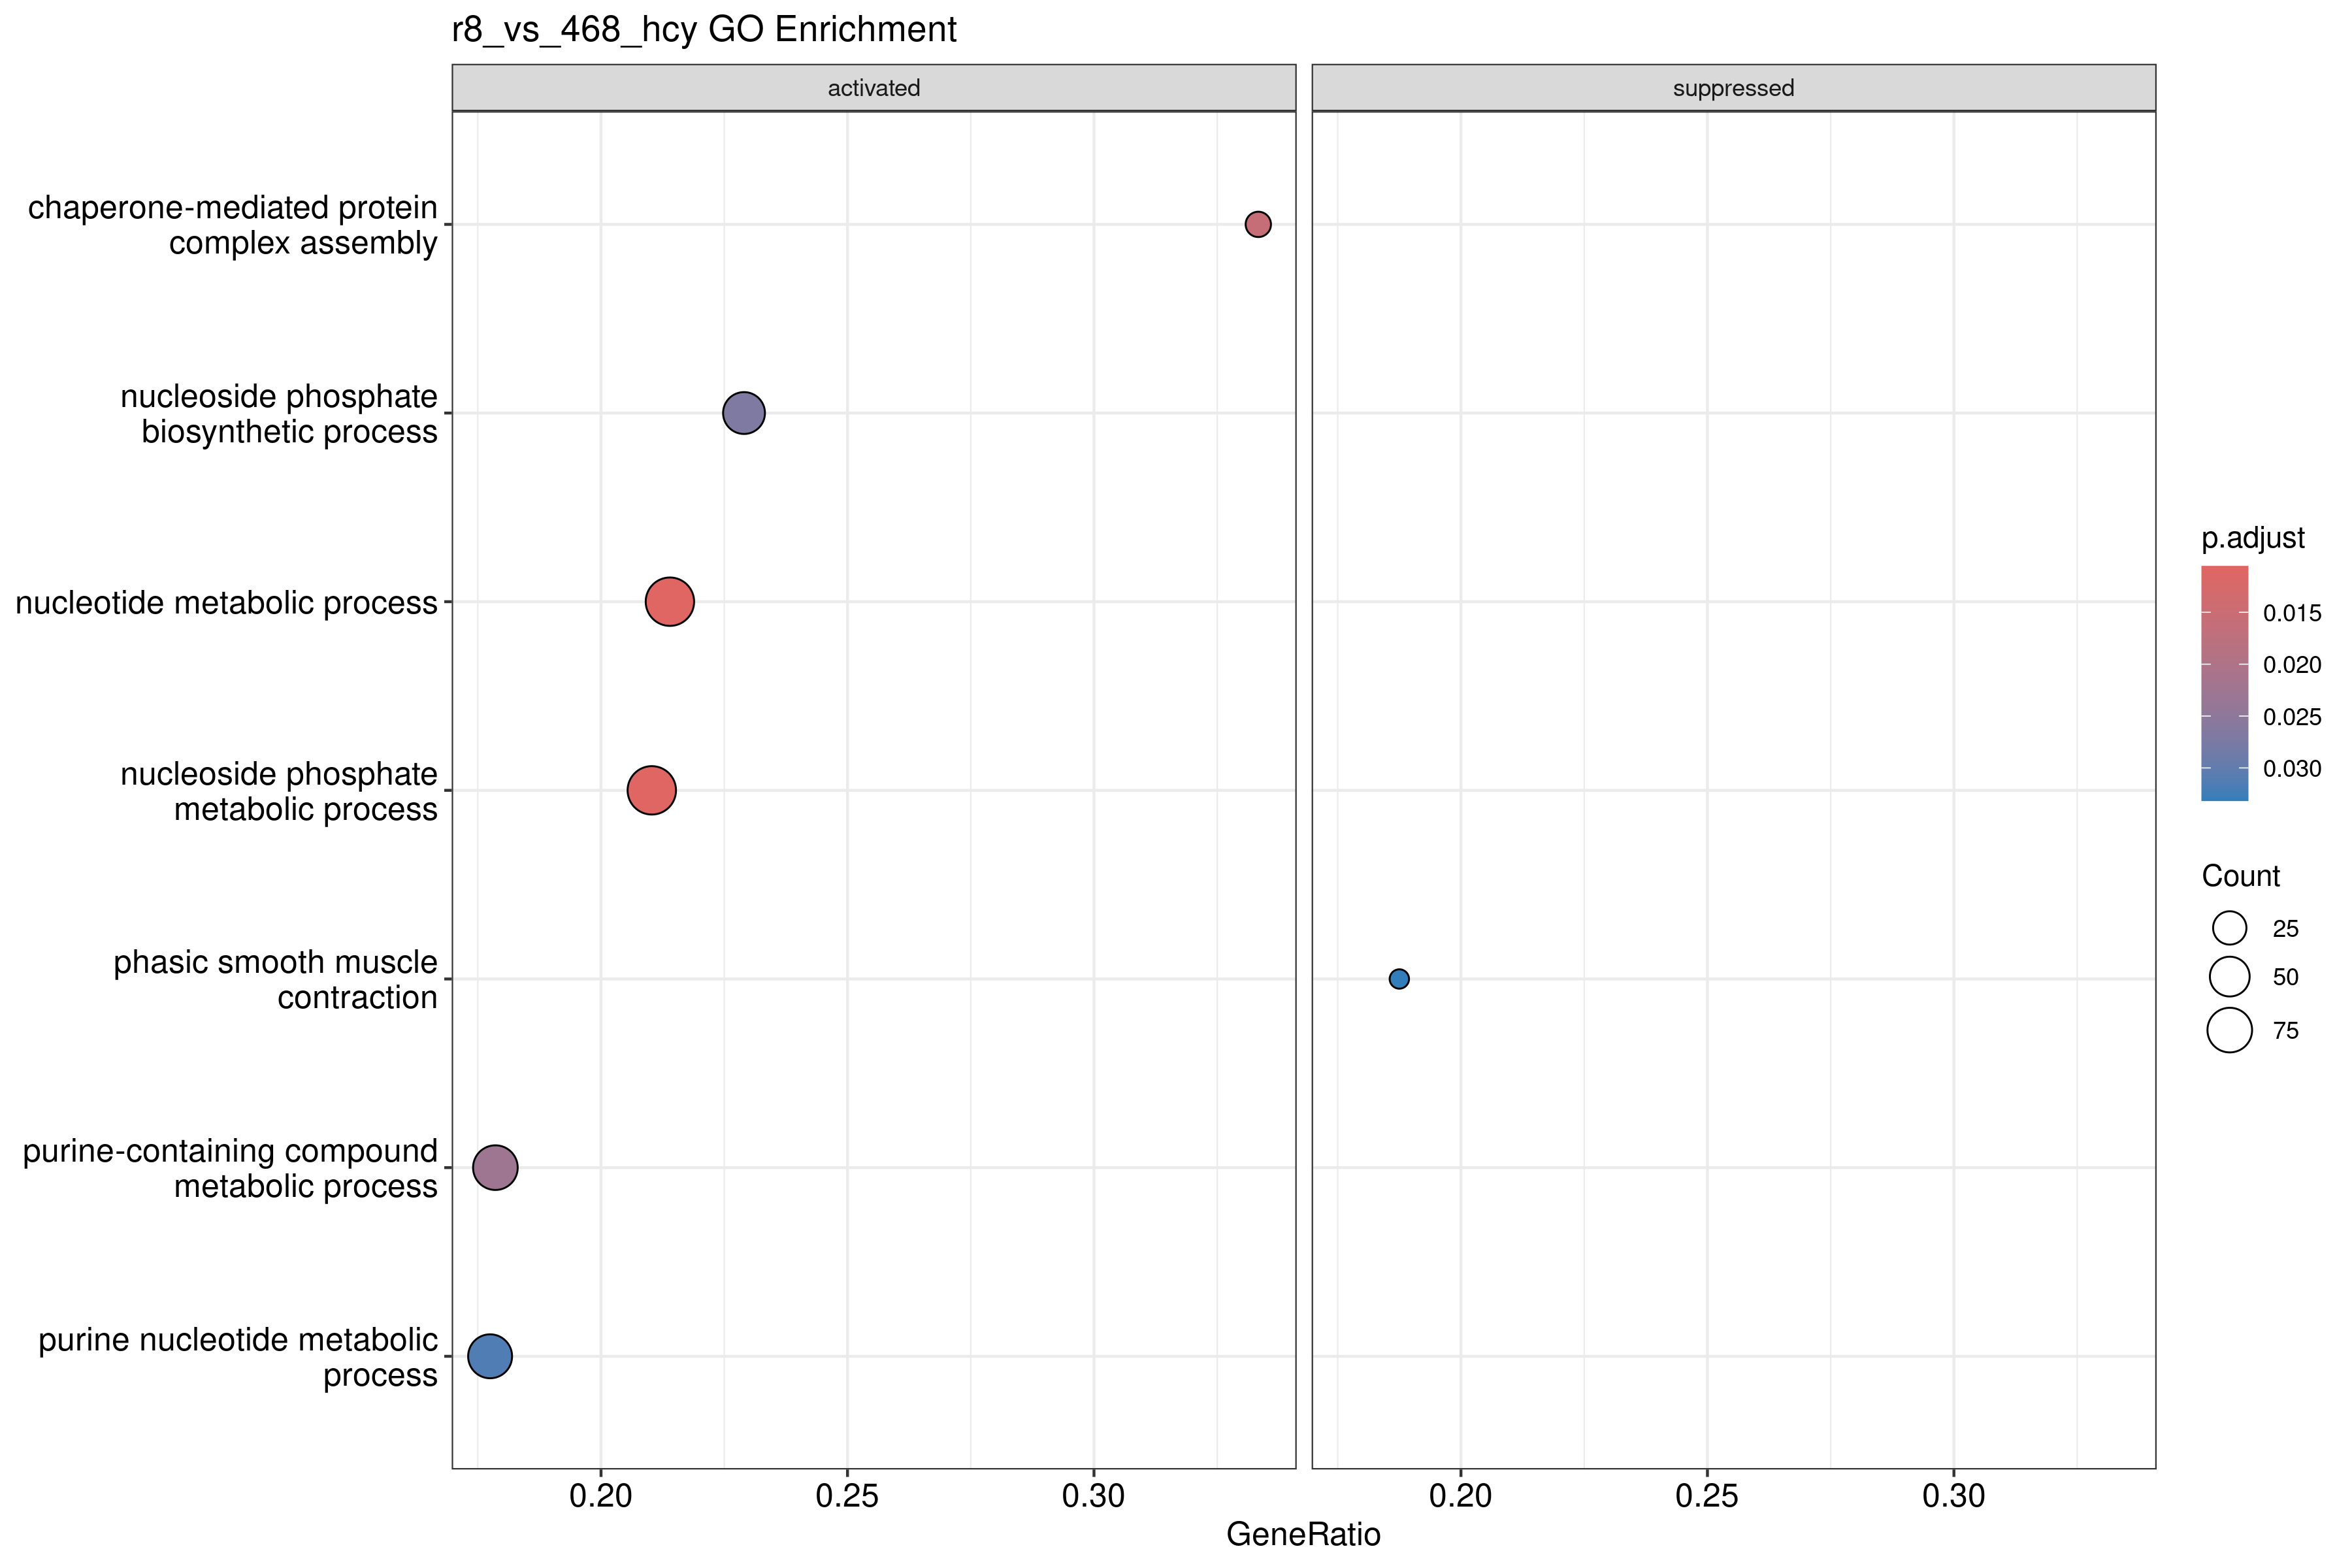 r8_vs_468_hcy GO Enrichment
activated
suppressed
chaperone-mediated protein
complex assembly
nucleoside phosphate
biosynthetic process
nucleotide metabolic process
nucleoside phosphate
metabolic process
phasic smooth muscle
contraction
purine-containing compound
metabolic process
purine nucleotide metabolic
process
0.20
0.25
0.30
0.20
0.25
0.30
GeneRatio
p.adjust
0.015
0.020
0.025
0.030
Count
25
50
75